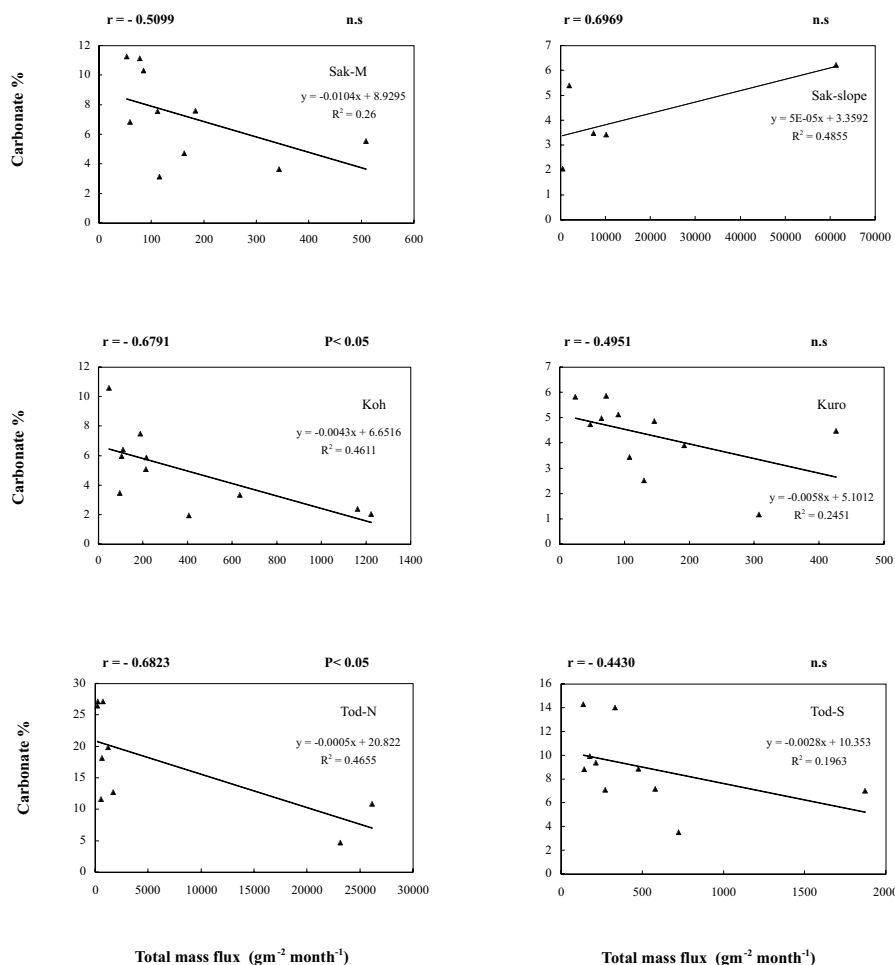 r = - 0.5099 n.s
r = 0.6969 n.s
Carbonate %
12
10
8
6
4
2
0
Sak-M
y = -0.0104x + 8.9295
R² = 0.26
0 100 200 300 400 500 600
7
6
5
4
3
2
1
0
Sak-slope
y = 5E-05x + 3.3592
R² = 0.4855
0 10000 20000 30000 40000 50000 60000 70000
r = - 0.6791 P< 0.05
r = - 0.4951 n.s
Carbonate %
12
10
8
6
4
2
0
Koh
y = -0.0043x + 6.6516
R² = 0.4611
0 200 400 600 800 1000 1200 1400
7
6
5
4
3
2
1
0
Kuro
y = -0.0058x + 5.1012
R² = 0.2451
0 100 200 300 400 500
r = - 0.6823 P< 0.05
r = - 0.4430 n.s
Carbonate %
30
25
20
15
10
5
0
Tod-N
y = -0.0005x + 20.822
R² = 0.4655
0 5000 10000 15000 20000 25000 30000
16
14
12
10
8
6
4
2
0
Tod-S
y = -0.0028x + 10.353
R² = 0.1963
0 500 1000 1500 2000
Total mass flux (gm⁻² month⁻¹)
Total mass flux (gm⁻² month⁻¹)